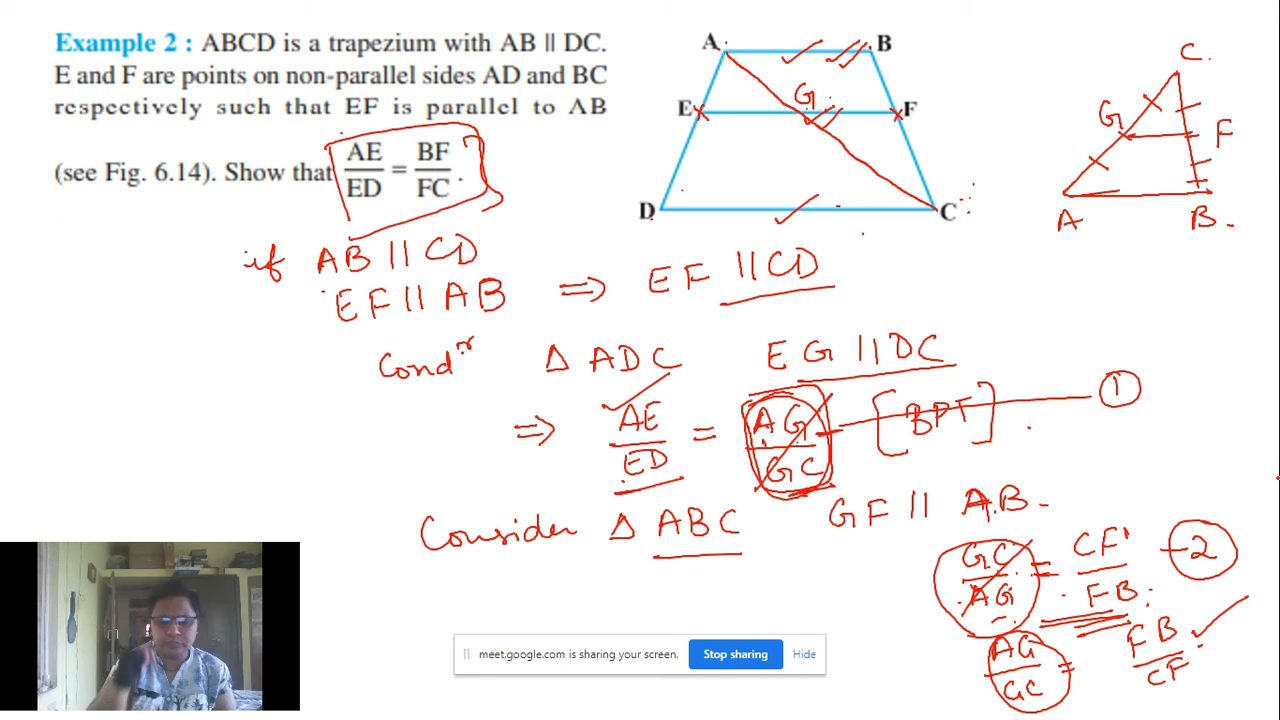 Example 2 : ABCD is a trapezium with AB || DC.
E and F are points on non-parallel sides AD and BC
respectively such that EF is parallel to AB
(see Fig. 6.14). Show that AE/ED = BF/FC.
A B
E G F
D C
C
G F
A B
if AB || CD
EF || AB ⇒ EF || CD
Condⁿ Δ ADC EG || DC
⇒ AE/ED = AG/GC — [BPT] — 1
Consider Δ ABC GF || AB
GC/AG = CF/FB — 2
AG/GC = FB/CF
meet.google.com is sharing your screen. Stop sharing Hide